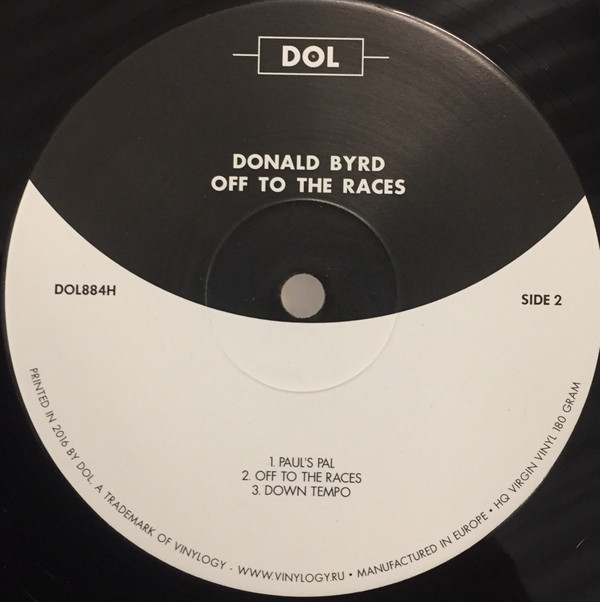 DOL
DONALD BYRD
OFF TO THE RACES
DOL884H
SIDE 2
1. PAUL'S PAL
2. OFF TO THE RACES
3. DOWN TEMPO
PRINTED IN 2016 BY DOL. A TRADEMARK OF VINYLOGY - WWW.VINYLOGY.RU • MANUFACTURED IN EUROPE • HQ VIRGIN VINYL 180 GRAM